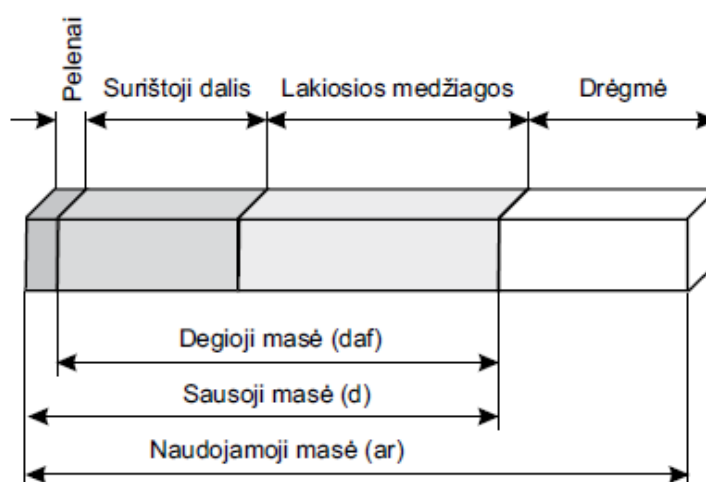 Pelenai
Surištoji dalis
Lakiosios medžiagos
Drėgmė
Degioji masė (daf)
Sausoji masė (d)
Naudojamoji masė (ar)